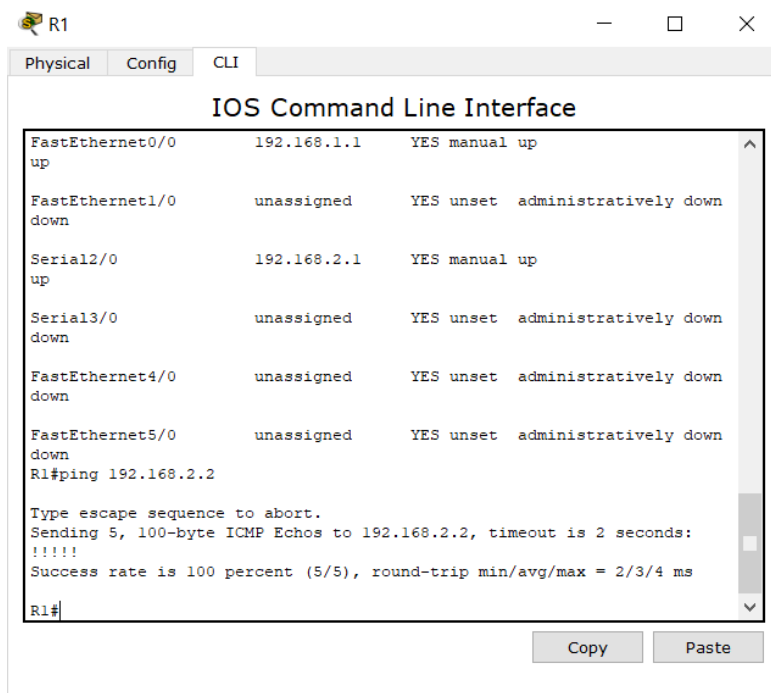 R1
Physical Config CLI
IOS Command Line Interface
FastEthernet0/0 192.168.1.1 YES manual up
up
FastEthernet1/0 unassigned YES unset administratively down
down
Serial2/0 192.168.2.1 YES manual up
up
Serial3/0 unassigned YES unset administratively down
down
FastEthernet4/0 unassigned YES unset administratively down
down
FastEthernet5/0 unassigned YES unset administratively down
down
R1#ping 192.168.2.2
Type escape sequence to abort.
Sending 5, 100-byte ICMP Echos to 192.168.2.2, timeout is 2 seconds:
!!!!!
Success rate is 100 percent (5/5), round-trip min/avg/max = 2/3/4 ms
R1#
Copy Paste